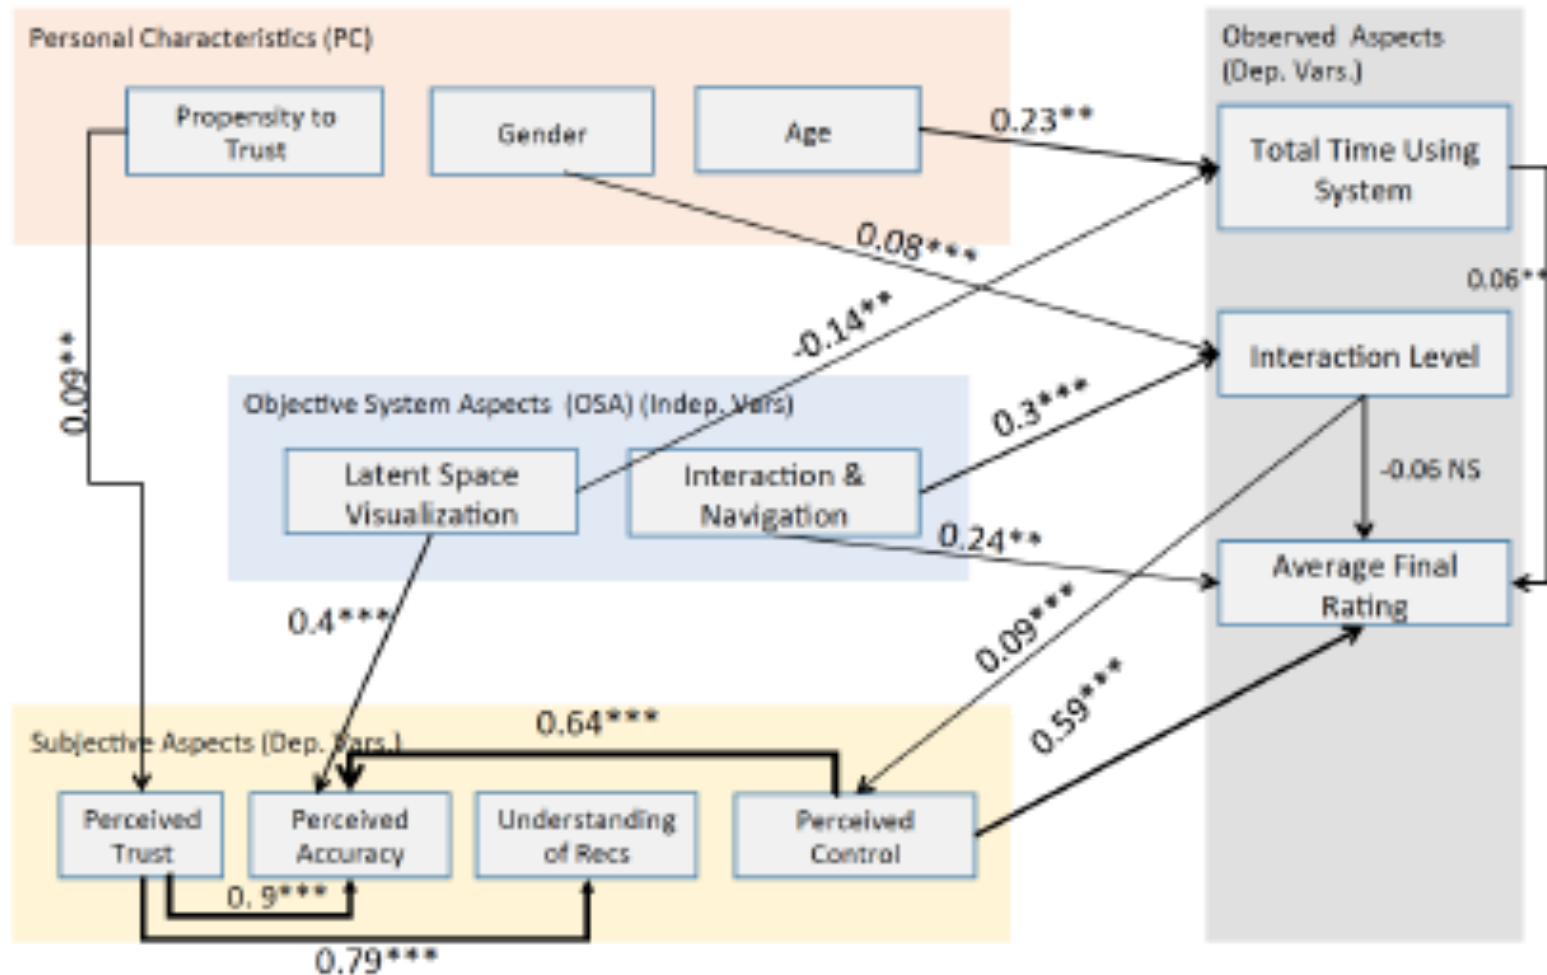 Personal Characteristics (PC)
Propensity to
Trust
Gender
Age
0.23**
Observed Aspects
(Dep. Vars.)
Total Time Using
System
0.08***
-0.14**
0.06**
0.09**
Interaction Level
Objective System Aspects (OSA) (Indep. Vars)
0.3***
Latent Space
Visualization
Interaction &
Navigation
-0.06 NS
0.24**
Average Final
Rating
0.4***
0.09***
0.59***
0.64***
Subjective Aspects (Dep. Vars.)
Perceived
Trust
Perceived
Accuracy
Understanding
of Recs
Perceived
Control
0. 9***
0.79***